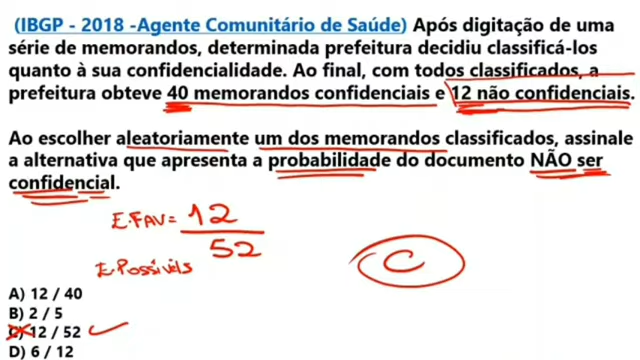 (IBGP - 2018 -Agente Comunitário de Saúde) Após digitação de uma
série de memorandos, determinada prefeitura decidiu classificá-los
quanto à sua confidencialidade. Ao final, com todos classificados, a
prefeitura obteve 40 memorandos confidenciais e 12 não confidenciais.
Ao escolher aleatoriamente um dos memorandos classificados, assinale
a alternativa que apresenta a probabilidade do documento NÃO ser
confidencial.
E.FAV = 12
52
E.Possíveis
C
A) 12 / 40
B) 2 / 5
C) 12 / 52
D) 6 / 12